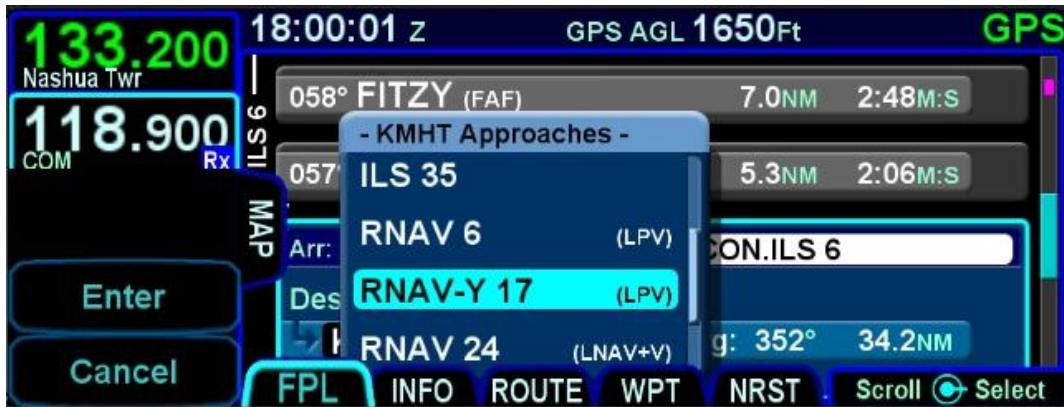 133.200
Nashua Twr
118.900
COM Rx
Enter
Cancel
18:00:01 Z GPS AGL 1650Ft GPS
ILS 6
MAP
058° FITZY (FAF) 7.0NM 2:48M:S
057° 5.3NM 2:06M:S
- KMHT Approaches -
ILS 35
RNAV 6 (LPV)
RNAV-Y 17 (LPV)
RNAV 24 (LNAV+V)
Arr: CON.ILS 6
Des
K g: 352° 34.2NM
FPL INFO ROUTE WPT NRST Scroll Select